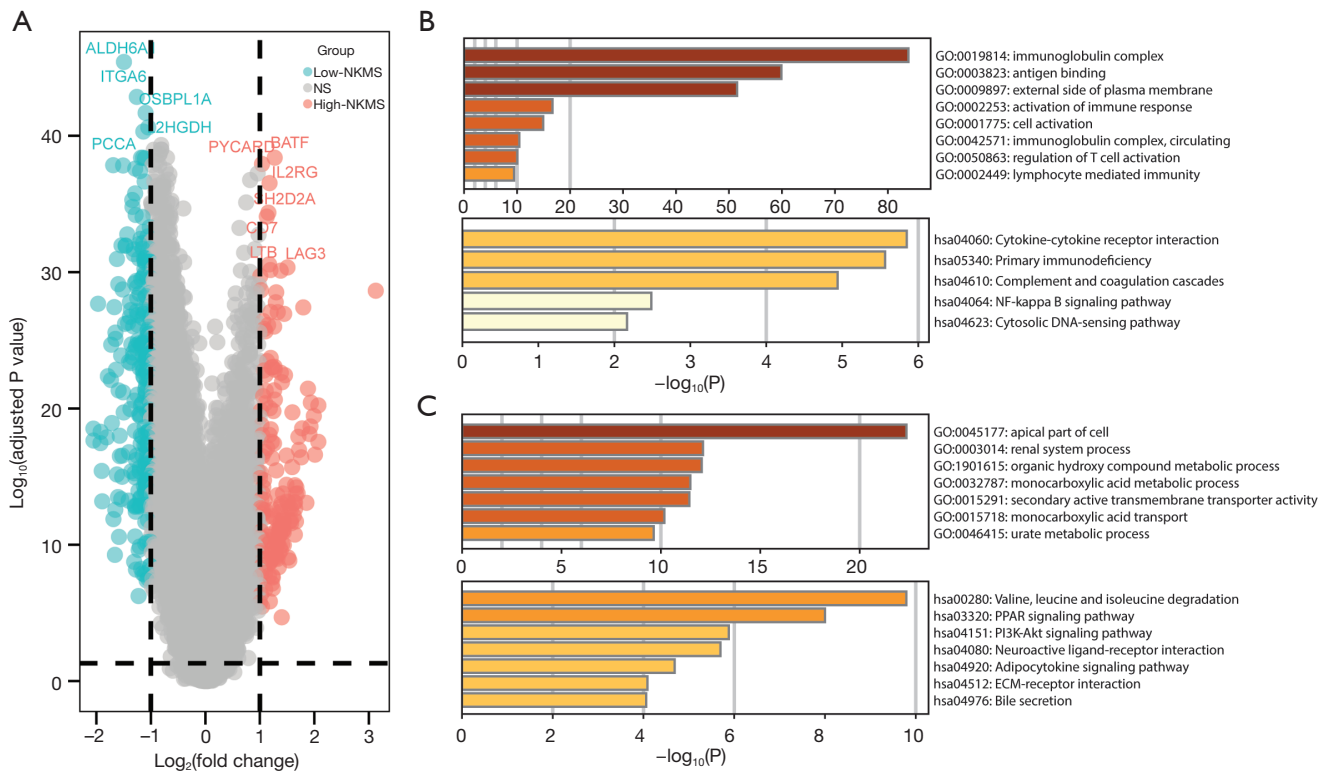 A
ALDH6A
ITGA6
OSBPL1A
L2HGDH
PCCA
PYCARD
BATF
IL2RG
SH2D2A
CD7
LTB
LAG3
Group
Low-NKMS
NS
High-NKMS
40
30
20
10
0
Log10(adjusted P value)
−2
−1
0
1
2
3
Log2(fold change)
B
GO:0019814: immunoglobulin complex
GO:0003823: antigen binding
GO:0009897: external side of plasma membrane
GO:0002253: activation of immune response
GO:0001775: cell activation
GO:0042571: immunoglobulin complex, circulating
GO:0050863: regulation of T cell activation
GO:0002449: lymphocyte mediated immunity
0 10 20 30 40 50 60 70 80
hsa04060: Cytokine-cytokine receptor interaction
hsa05340: Primary immunodeficiency
hsa04610: Complement and coagulation cascades
hsa04064: NF-kappa B signaling pathway
hsa04623: Cytosolic DNA-sensing pathway
0 1 2 3 4 5 6
−log10(P)
C
GO:0045177: apical part of cell
GO:0003014: renal system process
GO:1901615: organic hydroxy compound metabolic process
GO:0032787: monocarboxylic acid metabolic process
GO:0015291: secondary active transmembrane transporter activity
GO:0015718: monocarboxylic acid transport
GO:0046415: urate metabolic process
0 5 10 15 20
hsa00280: Valine, leucine and isoleucine degradation
hsa03320: PPAR signaling pathway
hsa04151: PI3K-Akt signaling pathway
hsa04080: Neuroactive ligand-receptor interaction
hsa04920: Adipocytokine signaling pathway
hsa04512: ECM-receptor interaction
hsa04976: Bile secretion
0 2 4 6 8 10
−log10(P)